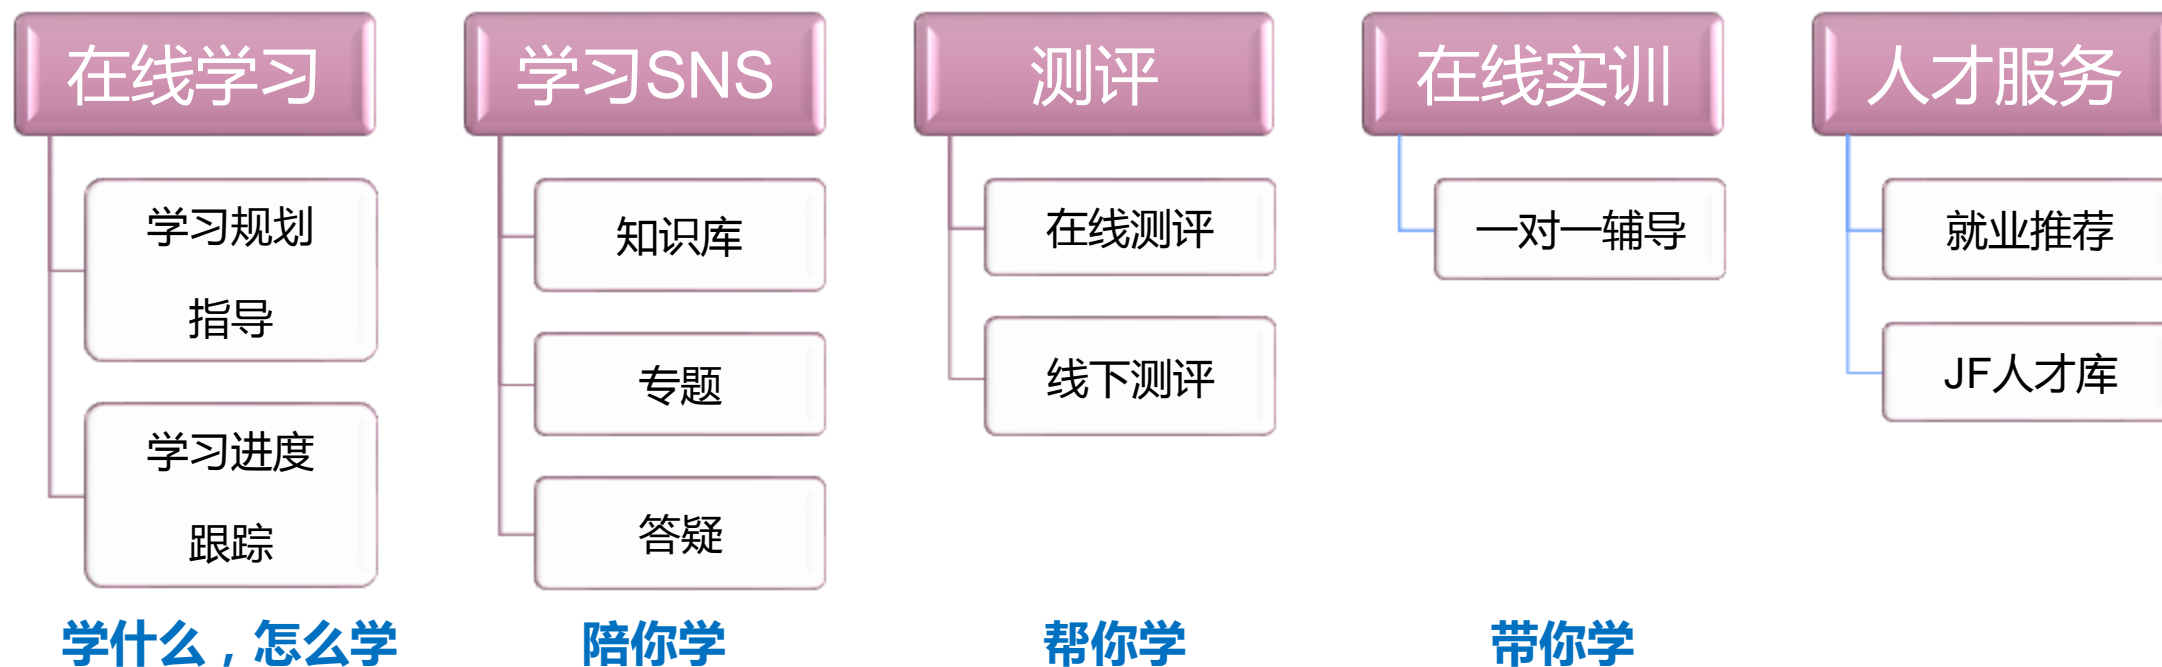 在线学习
学习规划
指导
学习进度
跟踪
学什么，怎么学
学习SNS
知识库
专题
答疑
陪你学
测评
在线测评
线下测评
帮你学
在线实训
一对一辅导
带你学
人才服务
就业推荐
JF人才库